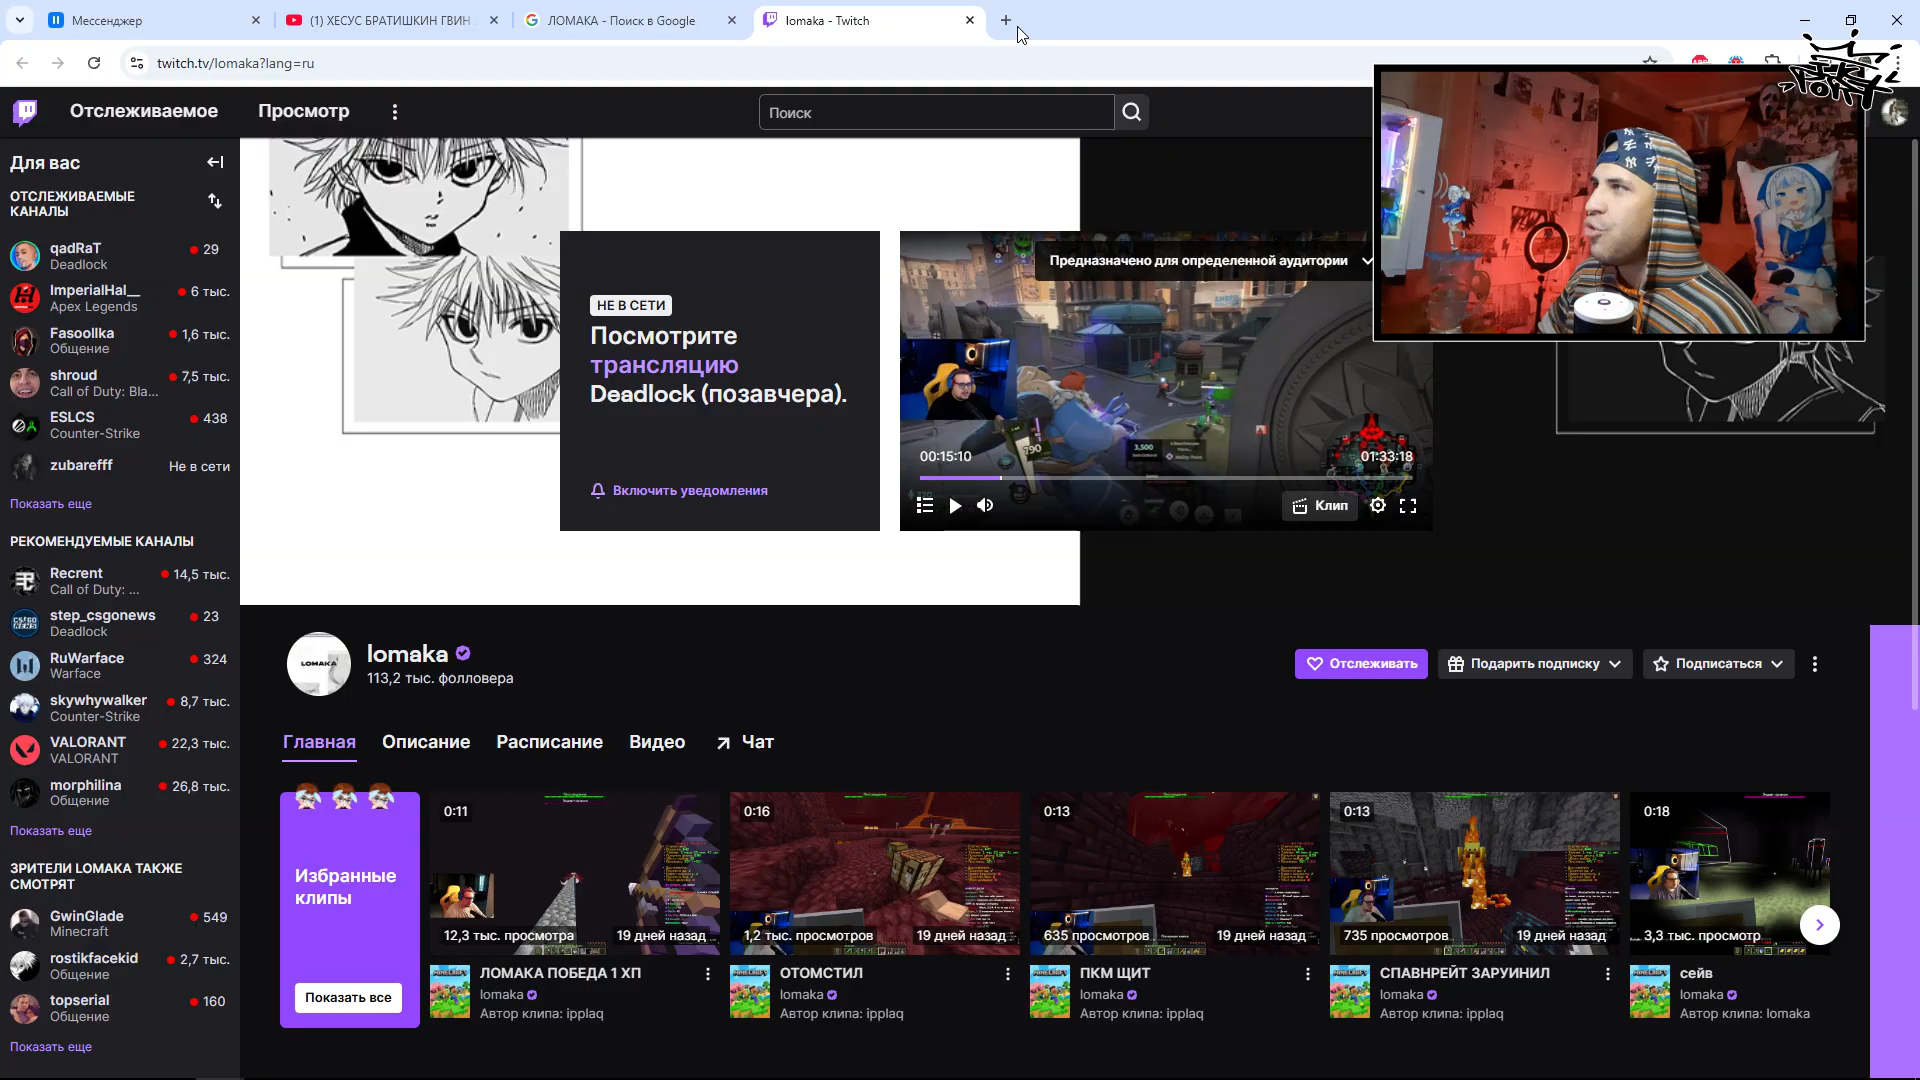 Мессенджер
(1) ХЕСУС БРАТИШКИН ГВИН
ЛОМАКА - Поиск в Google
lomaka - Twitch
twitch.tv/lomaka?lang=ru
Отслеживаемое
Просмотр
Поиск
Для вас
ОТСЛЕЖИВАЕМЫЕ
КАНАЛЫ
qadRaT
29
Deadlock
ImperialHal__
6 тыс.
Apex Legends
Fasoollka
1,6 тыс.
Общение
shroud
7,5 тыс.
Call of Duty: Bla...
ESLCS
438
Counter-Strike
zubarefff
Не в сети
Показать еще
РЕКОМЕНДУЕМЫЕ КАНАЛЫ
Recrent
14,5 тыс.
Call of Duty: ...
step_csgonews
23
Deadlock
RuWarface
324
Warface
skywhywalker
8,7 тыс.
Counter-Strike
VALORANT
22,3 тыс.
VALORANT
morphilina
26,8 тыс.
Общение
Показать еще
ЗРИТЕЛИ LOMAKA ТАКЖЕ
СМОТРЯТ
GwinGlade
549
Minecraft
rostikfacekid
2,7 тыс.
Общение
topserial
160
Общение
Показать еще
НЕ В СЕТИ
Посмотрите
трансляцию
Deadlock (позавчера).
Включить уведомления
Предназначено для определенной аудитории
790
3,500
00:15:10
01:33:18
Клип
LOMAKA
lomaka
113,2 тыс. фолловера
Отслеживать
Подарить подписку
Подписаться
Главная
Описание
Расписание
Видео
Чат
Избранные
клипы
Показать все
0:11
12,3 тыс. просмотра
19 дней назад
ЛОМАКА ПОБЕДА 1 ХП
lomaka
Автор клипа: ipplaq
0:16
1,2 тыс. просмотров
19 дней назад
ОТОМСТИЛ
lomaka
Автор клипа: ipplaq
0:13
635 просмотров
19 дней назад
ПКМ ЩИТ
lomaka
Автор клипа: ipplaq
0:13
735 просмотров
19 дней назад
СПАВНРЕЙТ ЗАРУИНИЛ
lomaka
Автор клипа: ipplaq
0:18
3,3 тыс. просмотр
сейв
lomaka
Автор клипа: lomaka